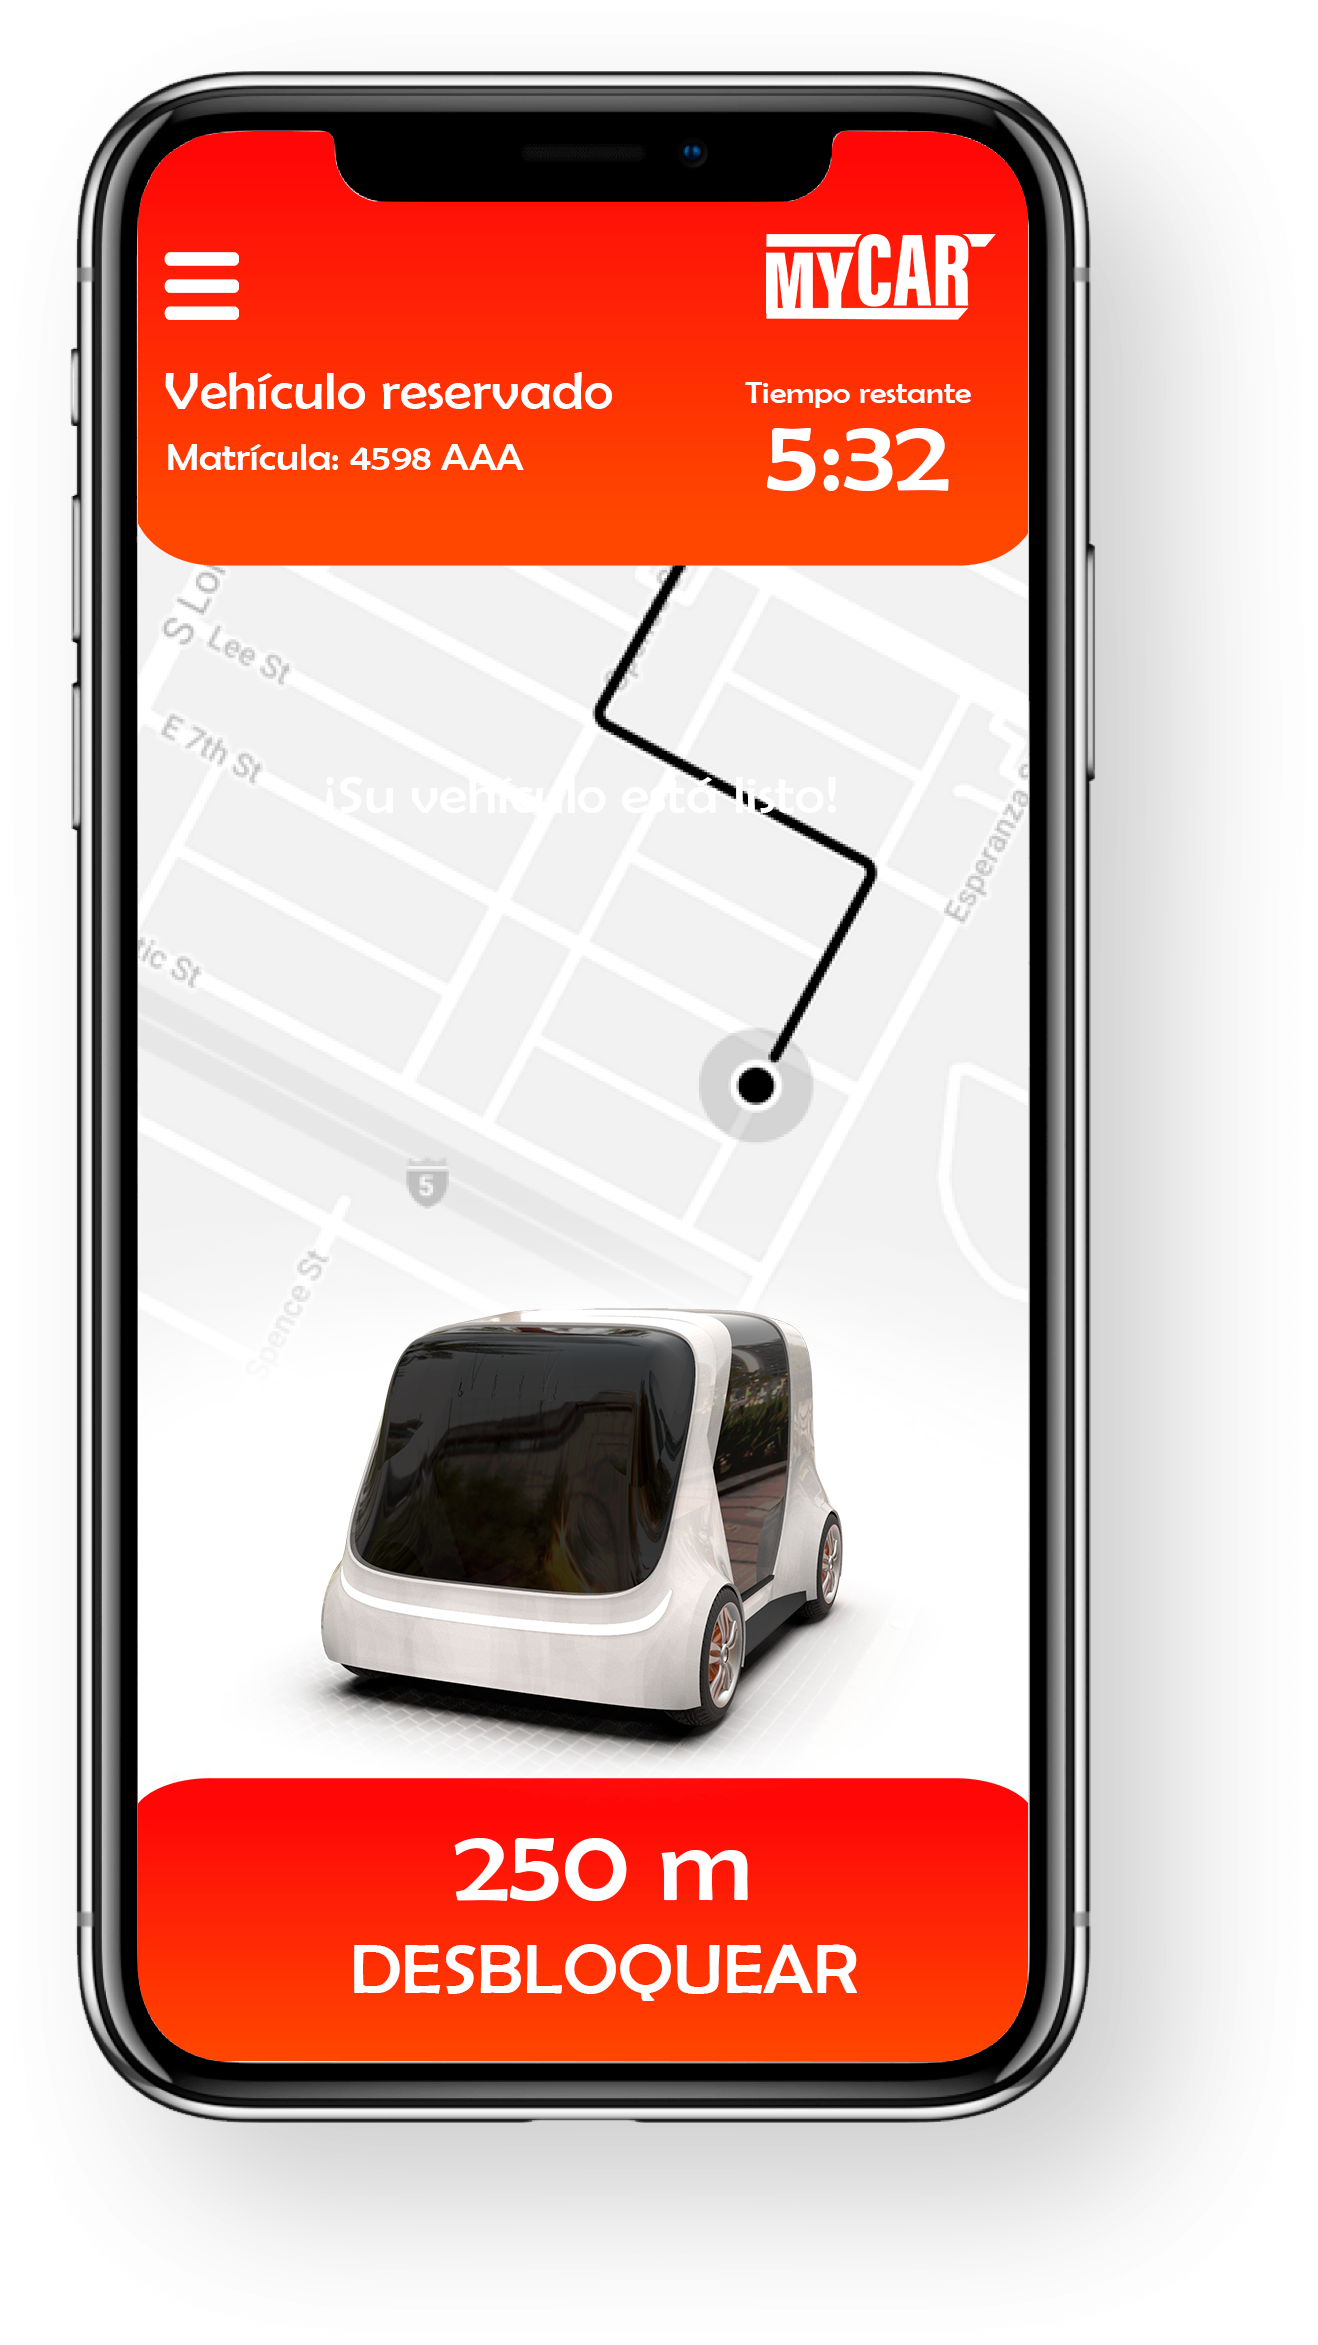 MYCAR
Vehículo reservado
Tiempo restante
Matrícula: 4598 AAA
5:32
Lee St
E 7th St
¡Su vehículo está listo!
Esperanza
tic St
5
Spence St
250 m
DESBLOQUEAR